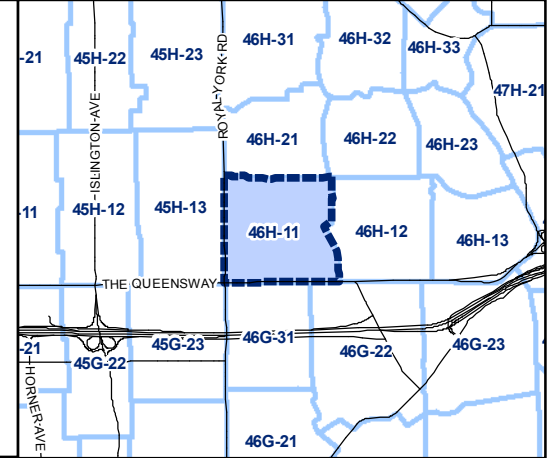 46H-31
46H-32
46H-33
-21
45H-22
45H-23
47H-21
ROYAL YORK RD
ISLINGTON AVE
46H-21
46H-22
46H-23
-11
45H-12
45H-13
46H-11
46H-12
46H-13
THE QUEENSWAY
-21
45G-22
45G-23
46G-31
46G-22
46G-23
HORNER AVE
46G-21